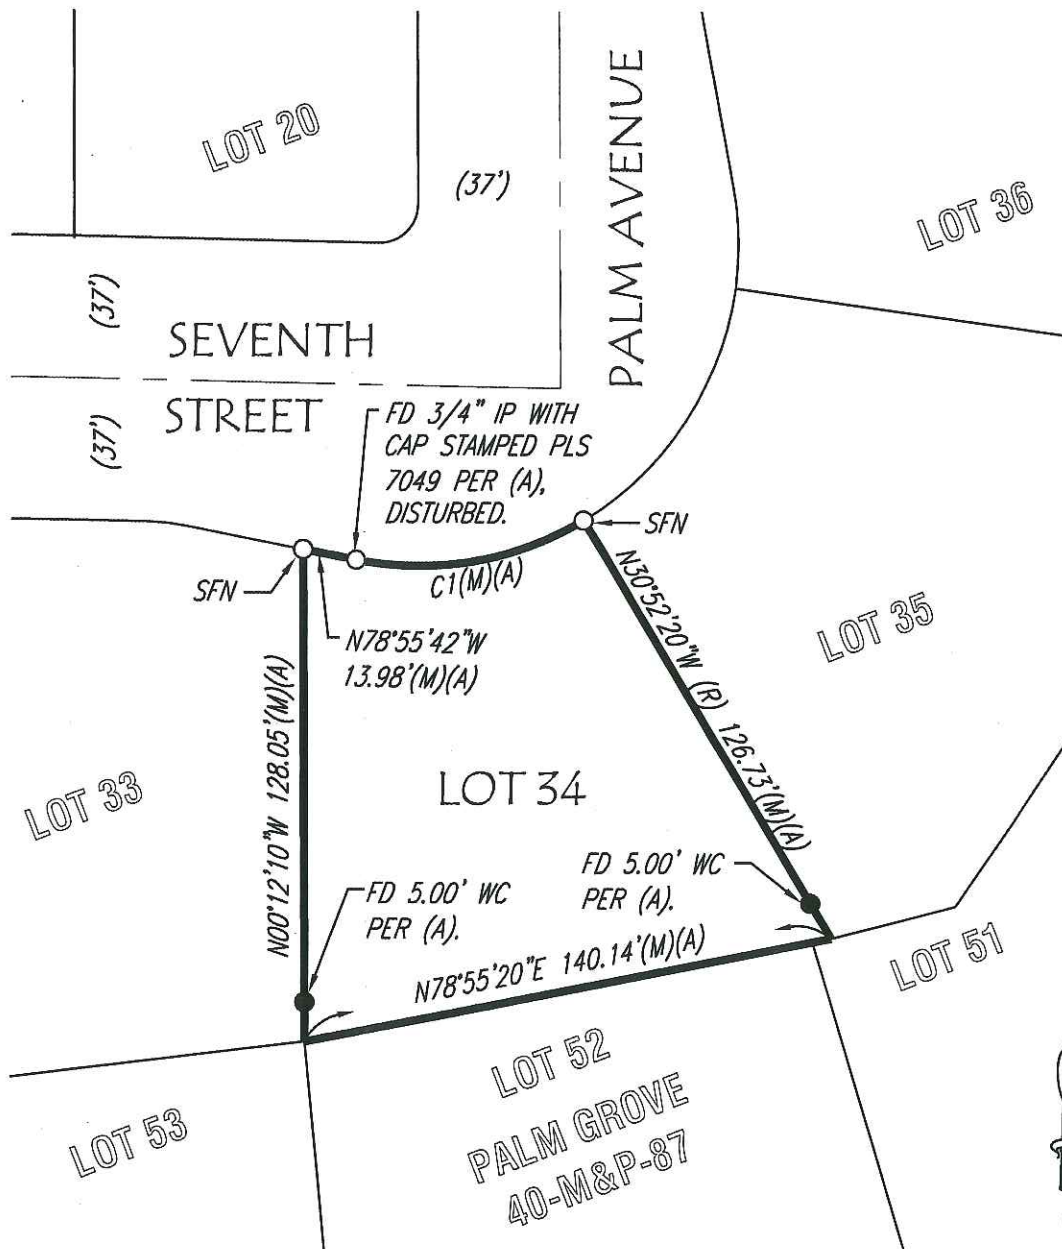 LOT 20
(37')
PALM AVENUE
LOT 36
(37')
SEVENTH
STREET
(37')
FD 3/4" IP WITH
CAP STAMPED PLS
7049 PER (A),
DISTURBED.
SFN
SFN
C1(M)(A)
N78°55'42"W
13.98'(M)(A)
N30°52'20"W (R) 126.73'(M)(A)
LOT 35
N00°12'10"W 128.05'(M)(A)
LOT 33
LOT 34
FD 5.00' WC
PER (A).
FD 5.00' WC
PER (A).
N78°55'20"E 140.14'(M)(A)
LOT 51
LOT 52
PALM GROVE
40-M&P-87
LOT 53